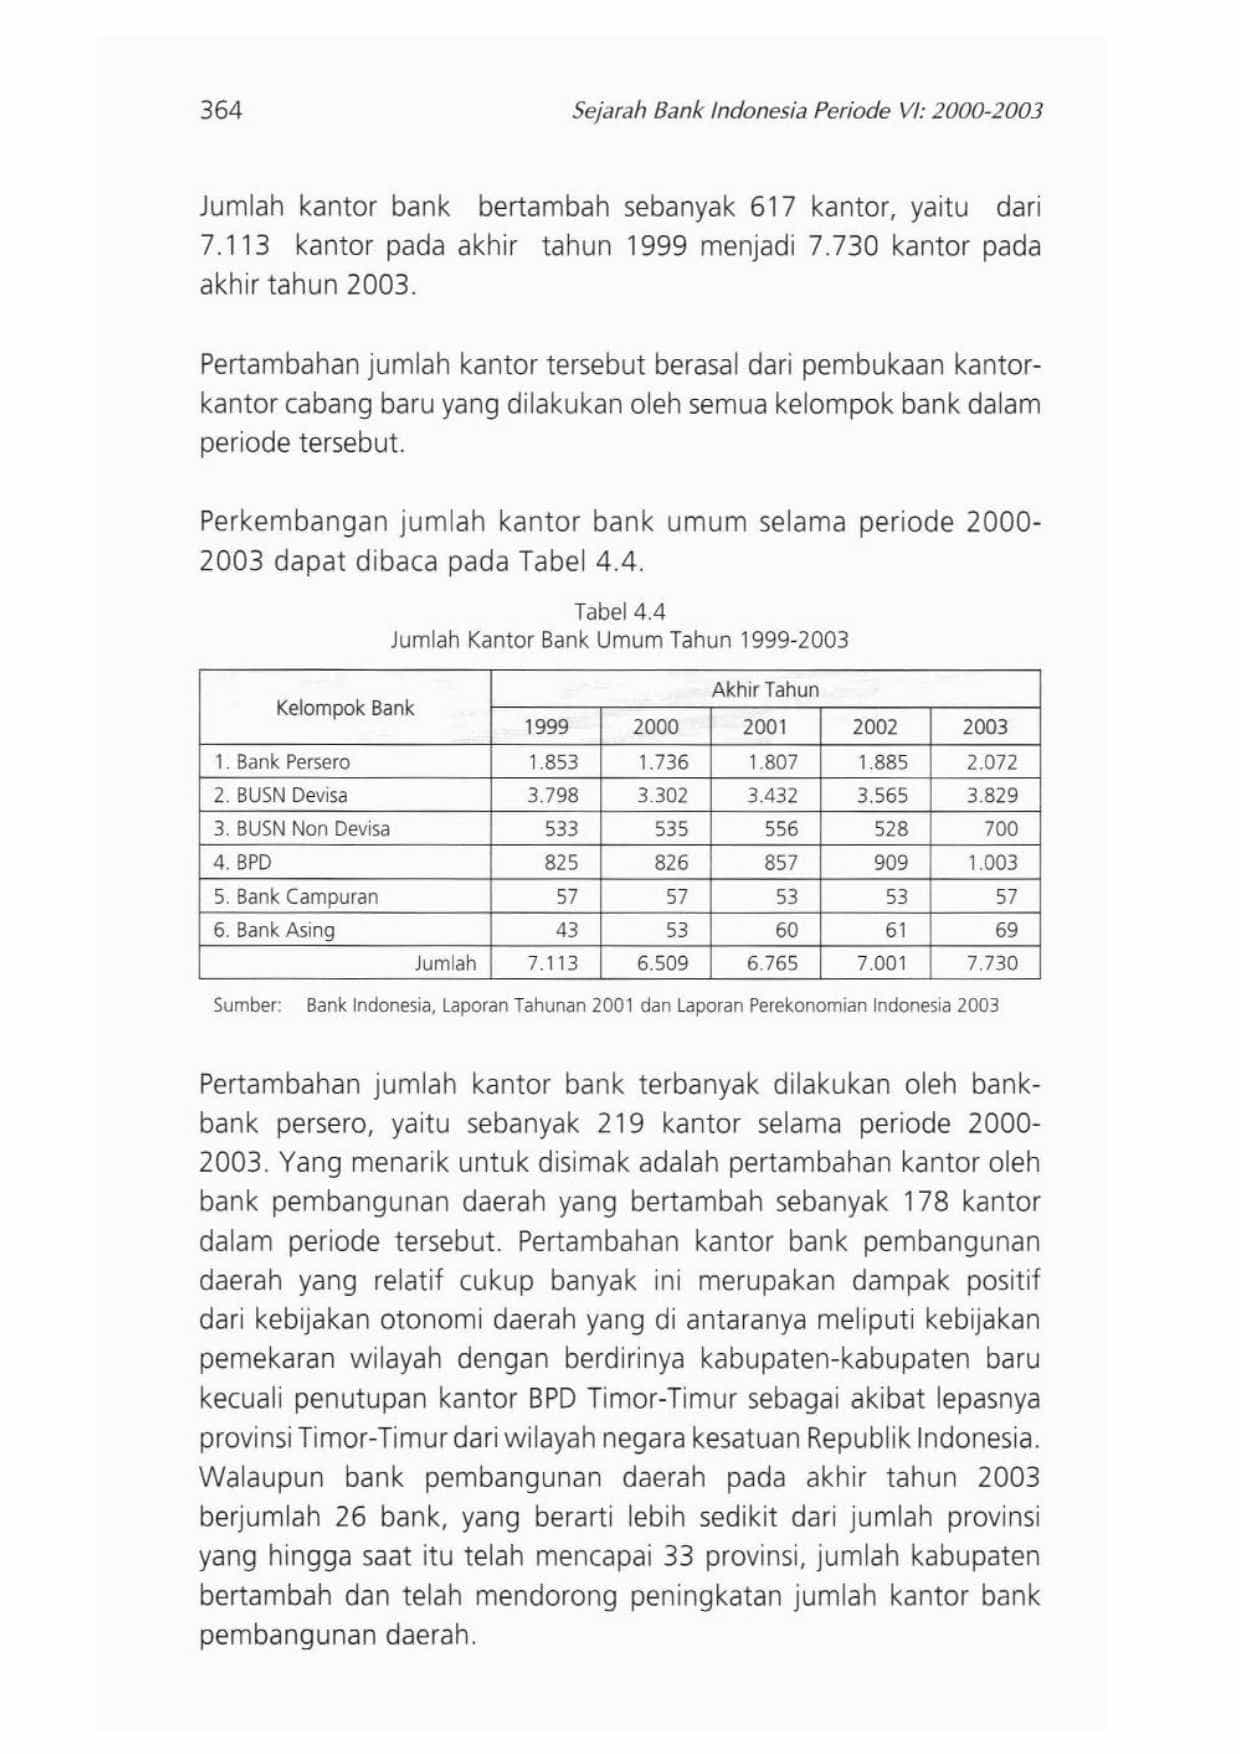 364 Sejarah Bank Indonesia Periode VI: 2000-2003
Jumlah kantor bank bertambah sebanyak 617 kantor, yaitu dari
7.113 kantor pada akhir tahun 1999 menjadi 7.730 kantor pada
akhir tahun 2003.
Pertambahan jumlah kantor tersebut berasal dari pembukaan kantor-
kantor cabang baru yang dilakukan oleh semua kelompok bank dalam
periode tersebut.
Perkembangan jumlah kantor bank umum selama periode 2000-
2003 dapat dibaca pada Tabel 4.4.
Tabel 4.4
Jumlah Kantor Bank Umum Tahun 1999-2003
Kelompok Bank Akhir Tahun
1999 2000 2001 2002 2003
1. Bank Persero 1.853 1.736 1.807 1.885 2.072
2. BUSN Devisa 3.798 3.302 3.432 3.565 3.829
3. BUSN Non Devisa 533 535 556 528 700
4. BPD 825 826 857 909 1.003
5. Bank Campuran 57 57 53 53 57
6. Bank Asing 43 53 60 61 69
Jumlah 7.113 6.509 6.765 7.001 7.730
Sumber: Bank Indonesia, Laporan Tahunan 2001 dan Laporan Perekonomian Indonesia 2003
Pertambahan jumlah kantor bank terbanyak dilakukan oleh bank-
bank persero, yaitu sebanyak 219 kantor selama periode 2000-
2003. Yang menarik untuk disimak adalah pertambahan kantor oleh
bank pembangunan daerah yang bertambah sebanyak 178 kantor
dalam periode tersebut. Pertambahan kantor bank pembangunan
daerah yang relatif cukup banyak ini merupakan dampak positif
dari kebijakan otonomi daerah yang di antaranya meliputi kebijakan
pemekaran wilayah dengan berdirinya kabupaten-kabupaten baru
kecuali penutupan kantor BPD Timor-Timur sebagai akibat lepasnya
provinsi Timor-Timur dari wilayah negara kesatuan Republik Indonesia.
Walaupun bank pembangunan daerah pada akhir tahun 2003
berjumlah 26 bank, yang berarti lebih sedikit dari jumlah provinsi
yang hingga saat itu telah mencapai 33 provinsi, jumlah kabupaten
bertambah dan telah mendorong peningkatan jumlah kantor bank
pembangunan daerah.